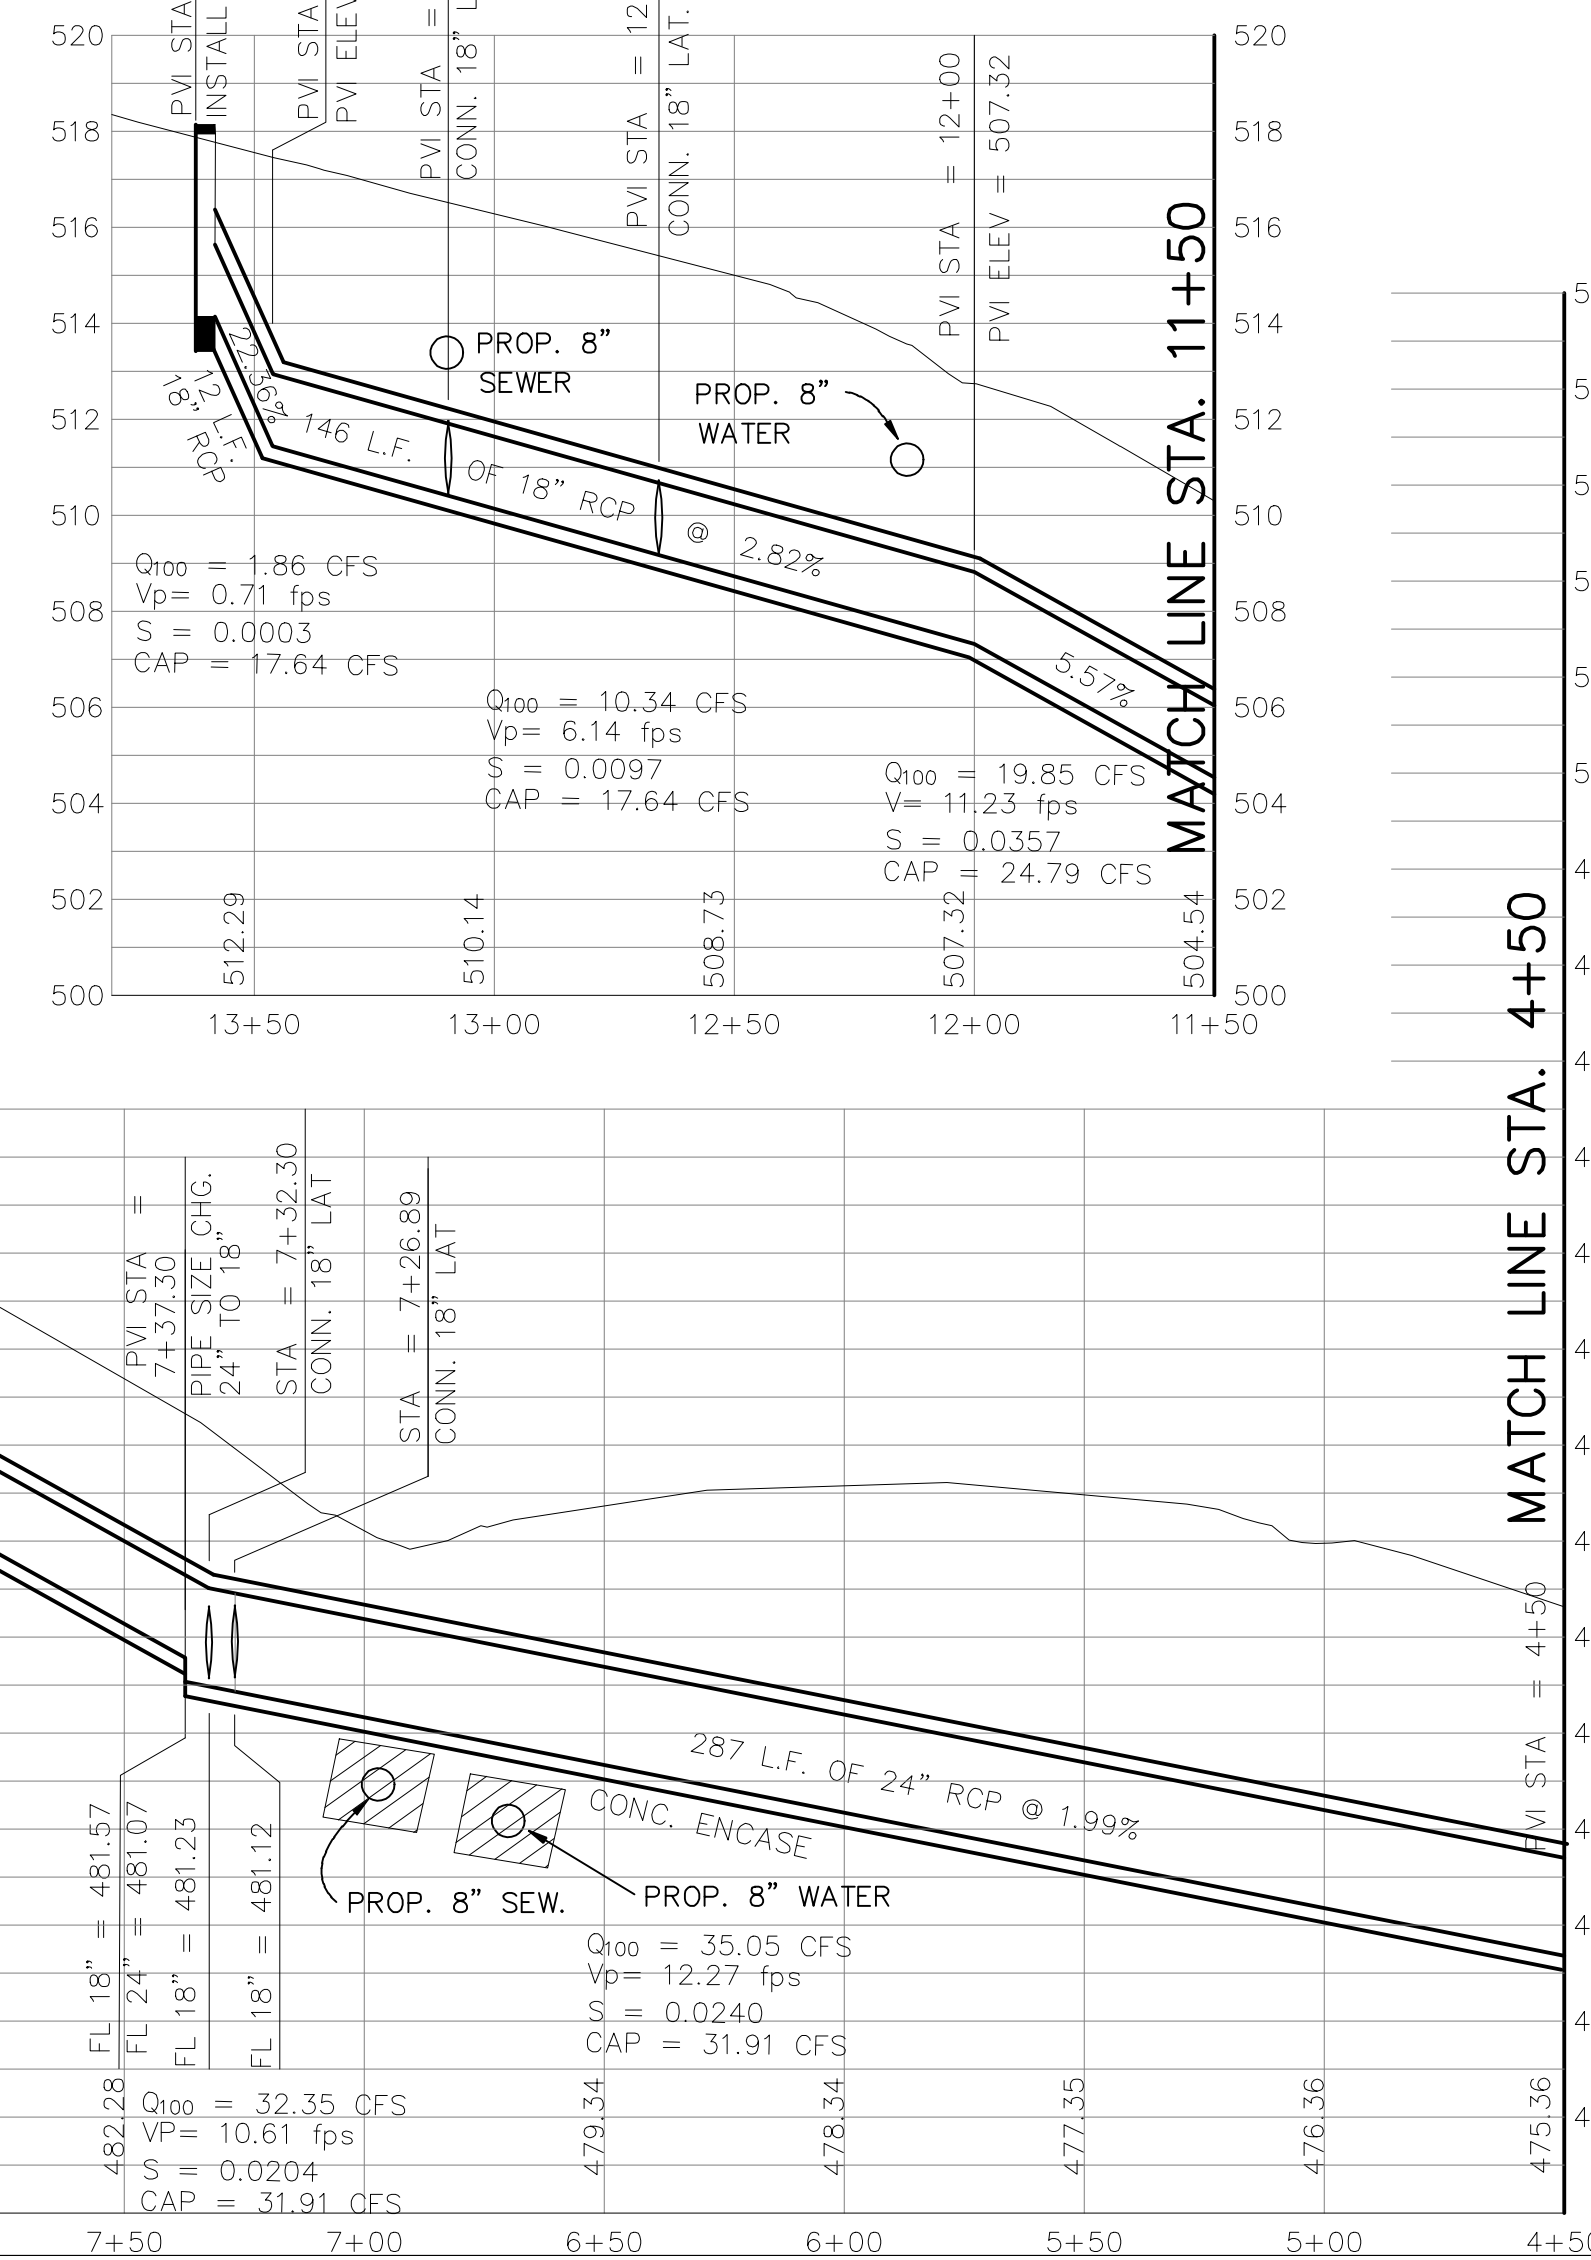 520
518
516
514
512
510
508
506
504
502
500
PVI STA
INSTALL
PVI STA
PVI ELEV
PVI STA =
CONN. 18"
PVI STA = 12
CONN. 18" LAT.
PVI STA = 12+00
PVI ELEV = 507.32
MATCH LINE STA. 11+50
520
518
516
514
512
510
508
506
504
502
500
PROP. 8"
SEWER
PROP. 8"
WATER
22.36%
12 L.F.
18" RCP
146 L.F.
OF 18" RCP
@ 2.82%
5.57%
Q100 = 1.86 CFS
Vp= 0.71 fps
S = 0.0003
CAP = 17.64 CFS
Q100 = 10.34 CFS
Vp= 6.14 fps
S = 0.0097
CAP = 17.64 CFS
Q100 = 19.85 CFS
V= 11.23 fps
S = 0.0357
CAP = 24.79 CFS
512.29
510.14
508.73
507.32
504.54
13+50
13+00
12+50
12+00
11+50
MATCH LINE STA. 4+50
PVI STA =
7+37.30
PIPE SIZE CHG.
24" TO 18"
STA = 7+32.30
CONN. 18" LAT
STA = 7+26.89
CONN. 18" LAT
PVI STA = 4+50
287 L.F. OF 24" RCP @ 1.99%
CONC. ENCASE
PROP. 8" SEW.
PROP. 8" WATER
FL 18" = 481.57
FL 24" = 481.07
FL 18" = 481.23
FL 18" = 481.12
Q100 = 35.05 CFS
Vp= 12.27 fps
S = 0.0240
CAP = 31.91 CFS
Q100 = 32.35 CFS
VP= 10.61 fps
S = 0.0204
CAP = 31.91 CFS
482.28
479.34
478.34
477.35
476.36
475.36
7+50
7+00
6+50
6+00
5+50
5+00
4+50